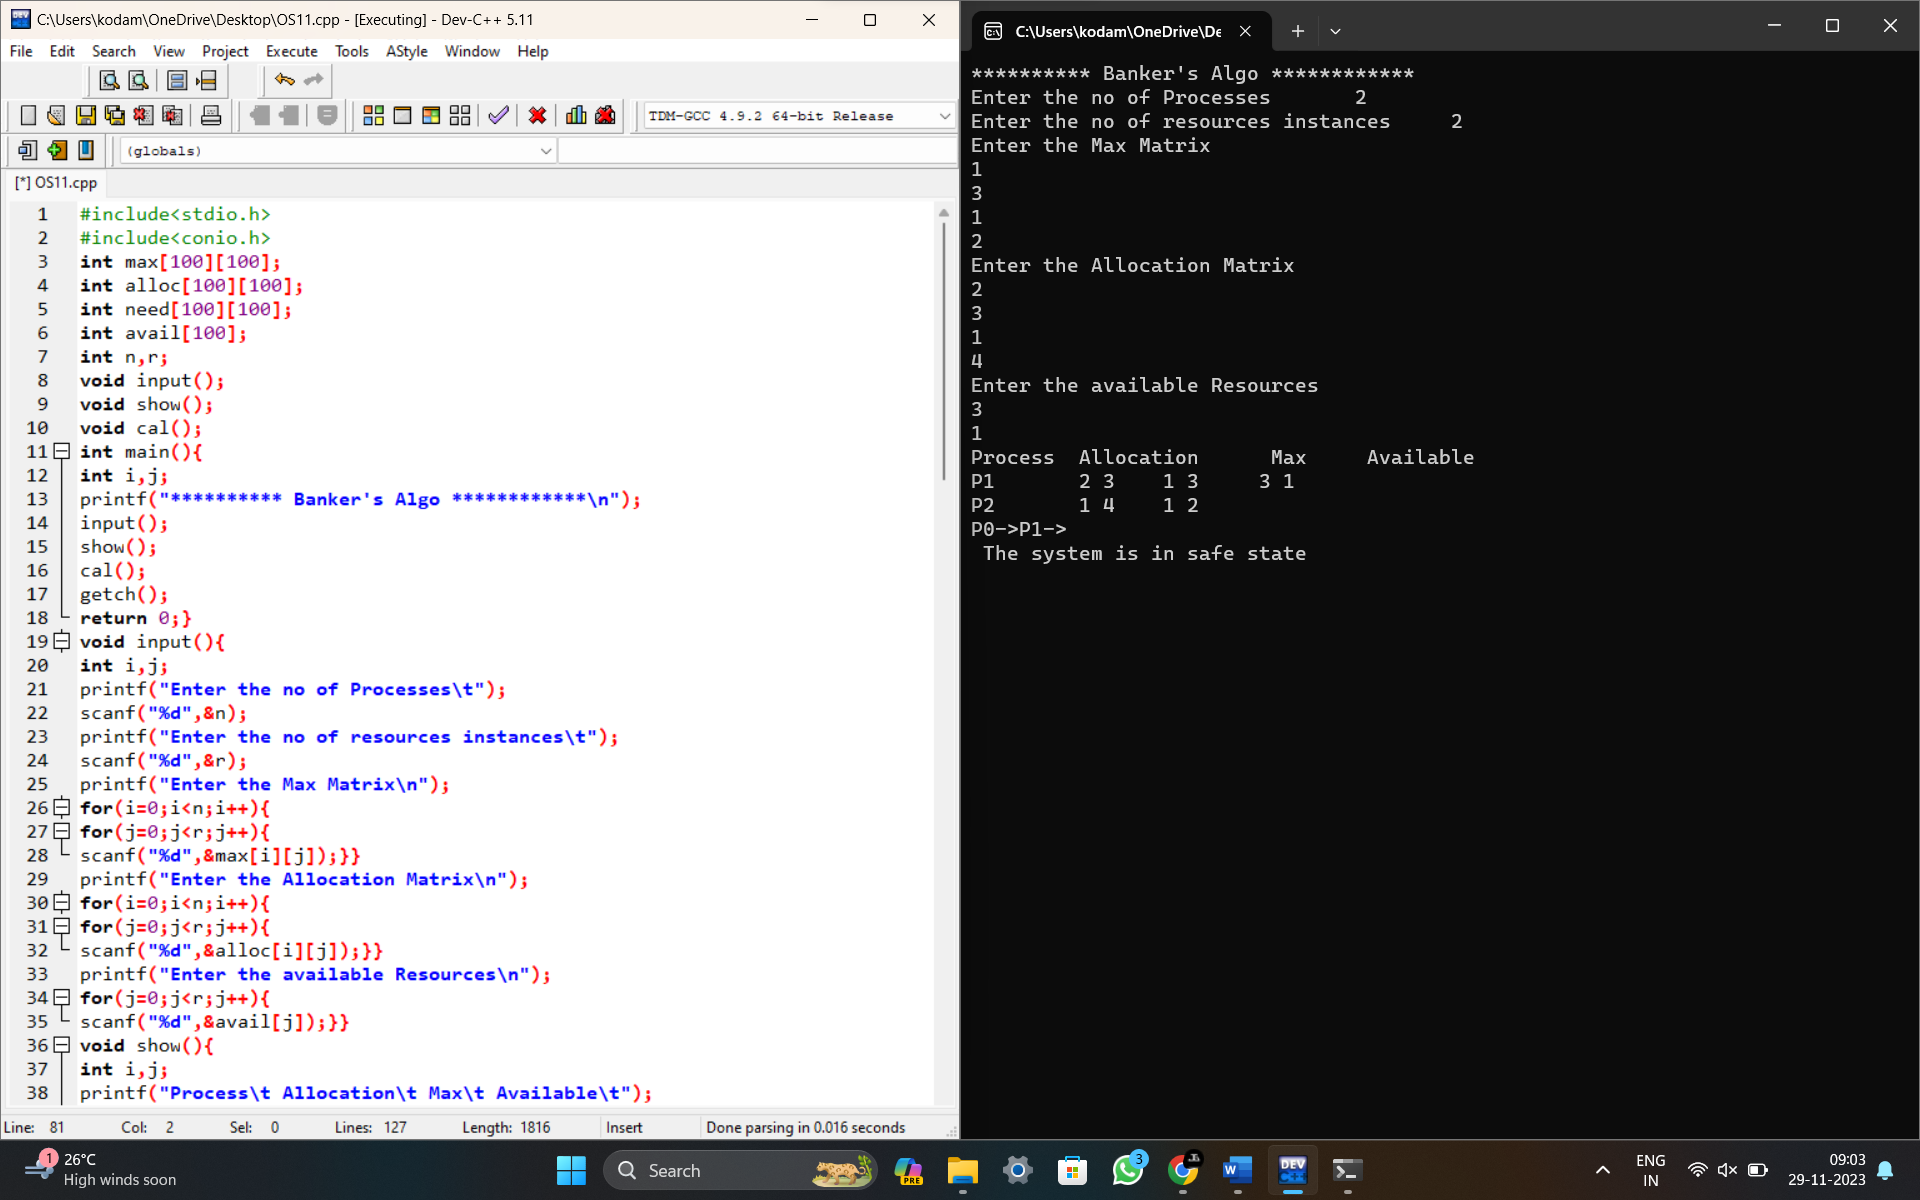 C:\Users\kodam\OneDrive\Desktop\OS11.cpp - [Executing] - Dev-C++ 5.11
File Edit Search View Project Execute Tools AStyle Window Help
TDM-GCC 4.9.2 64-bit Release
(globals)
[*] OS11.cpp
1 #include<stdio.h>
2 #include<conio.h>
3 int max[100][100];
4 int alloc[100][100];
5 int need[100][100];
6 int avail[100];
7 int n,r;
8 void input();
9 void show();
10 void cal();
11 int main(){
12 int i,j;
13 printf("********** Banker's Algo ************\n");
14 input();
15 show();
16 cal();
17 getch();
18 return 0;}
19 void input(){
20 int i,j;
21 printf("Enter the no of Processes\t");
22 scanf("%d",&n);
23 printf("Enter the no of resources instances\t");
24 scanf("%d",&r);
25 printf("Enter the Max Matrix\n");
26 for(i=0;i<n;i++){
27 for(j=0;j<r;j++){
28 scanf("%d",&max[i][j]);}}
29 printf("Enter the Allocation Matrix\n");
30 for(i=0;i<n;i++){
31 for(j=0;j<r;j++){
32 scanf("%d",&alloc[i][j]);}}
33 printf("Enter the available Resources\n");
34 for(j=0;j<r;j++){
35 scanf("%d",&avail[j]);}}
36 void show(){
37 int i,j;
38 printf("Process\t Allocation\t Max\t Available\t");
Line: 81 Col: 2 Sel: 0 Lines: 127 Length: 1816 Insert Done parsing in 0.016 seconds
C:\Users\kodam\OneDrive\De
********** Banker's Algo ************
Enter the no of Processes 2
Enter the no of resources instances 2
Enter the Max Matrix
1
3
1
2
Enter the Allocation Matrix
2
3
1
4
Enter the available Resources
3
1
Process Allocation Max Available
P1 2 3 1 3 3 1
P2 1 4 1 2
P0->P1->
The system is in safe state
1
26°C
High winds soon
Search
PRE
3
W
DEV
C++
ENG
IN
09:03
29-11-2023